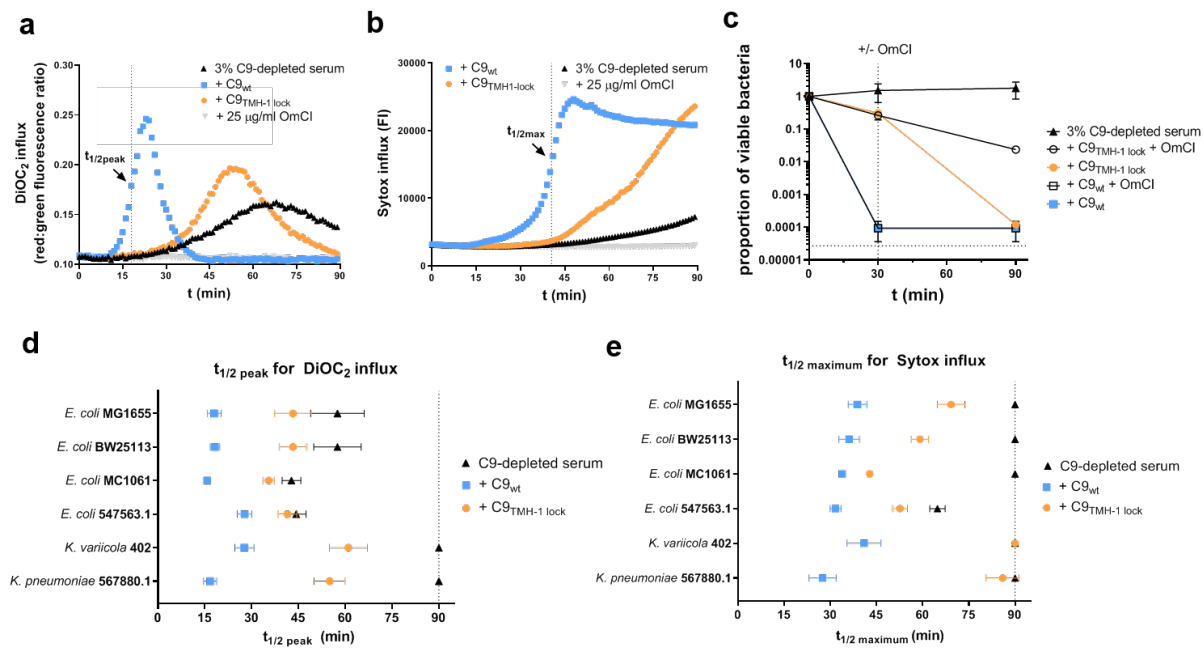 a
DiOC2 influx
(red:green fluorescence ratio)
0.30
0.25
0.20
0.15
0.10
t1/2peak
3% C9-depleted serum
+ C9wt
+ C9TMH-1 lock
+ 25 µg/ml OmCI
0 15 30 45 60 75 90
t (min)
b
Sytox influx (FI)
30000
20000
10000
0
+ C9wt
+ C9TMH1-lock
3% C9-depleted serum
+ 25 µg/ml OmCI
t1/2max
0 15 30 45 60 75 90
t (min)
c
+/- OmCI
proportion of viable bacteria
10
1
0.1
0.01
0.001
0.0001
0.00001
0 30 60 90
t (min)
3% C9-depleted serum
+ C9TMH-1 lock + OmCI
+ C9TMH-1 lock
+ C9wt + OmCI
+ C9wt
d
t1/2 peak for DiOC2 influx
E. coli MG1655
E. coli BW25113
E. coli MC1061
E. coli 547563.1
K. variicola 402
K. pneumoniae 567880.1
C9-depleted serum
+ C9wt
+ C9TMH-1 lock
0 15 30 45 60 75 90
t1/2 peak (min)
e
t1/2 maximum for Sytox influx
E. coli MG1655
E. coli BW25113
E. coli MC1061
E. coli 547563.1
K. variicola 402
K. pneumoniae 567880.1
C9-depleted serum
+ C9wt
+ C9TMH-1 lock
0 15 30 45 60 75 90
t1/2 maximum (min)